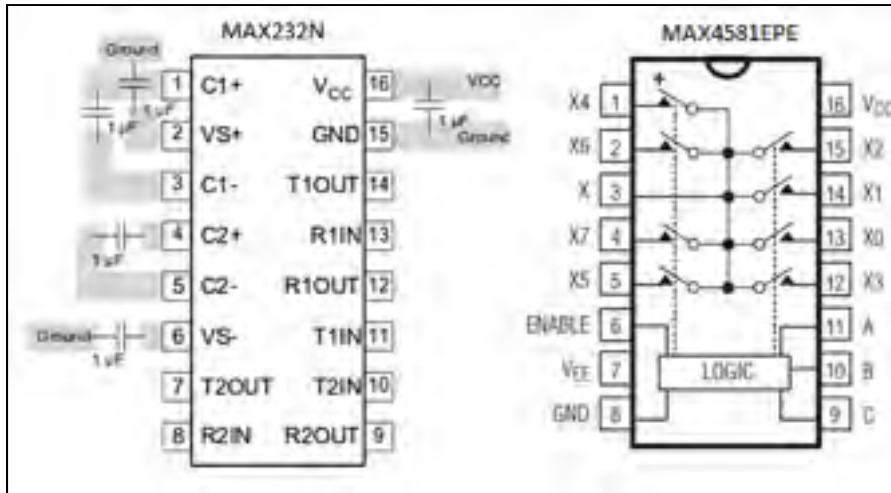 MAX232N
Ground
1 C1+
VCC 16
VCC
1 µF
1 µF
1 µF
2 VS+
GND 15
Ground
3 C1-
T1OUT 14
4 C2+
R1IN 13
1 µF
5 C2-
R1OUT 12
Ground
6 VS-
T1IN 11
1 µF
7 T2OUT
T2IN 10
8 R2IN
R2OUT 9
MAX4581EPE
+
X4 1
16 VCC
X6 2
15 X2
X 3
14 X1
X7 4
13 X0
X5 5
12 X3
ENABLE 6
11 A
VEE 7
LOGIC
10 B
GND 8
9 C